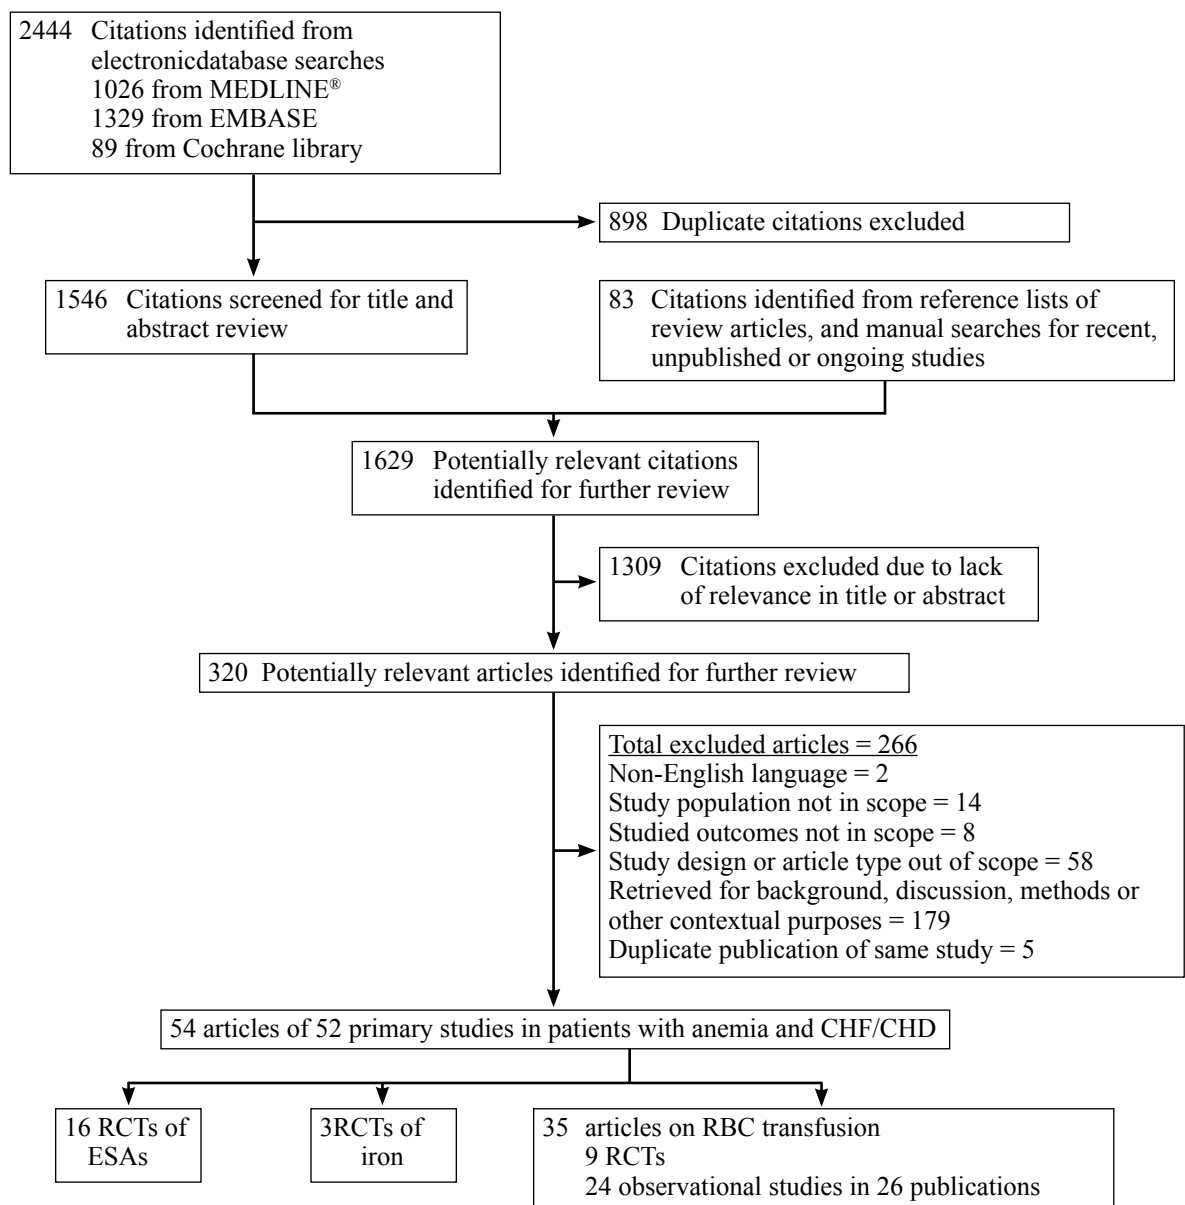 2444 Citations identified from
electronicdatabase searches
1026 from MEDLINE®
1329 from EMBASE
89 from Cochrane library
898 Duplicate citations excluded
1546 Citations screened for title and
abstract review
83 Citations identified from reference lists of
review articles, and manual searches for recent,
unpublished or ongoing studies
1629 Potentially relevant citations
identified for further review
1309 Citations excluded due to lack
of relevance in title or abstract
320 Potentially relevant articles identified for further review
Total excluded articles = 266
Non-English language = 2
Study population not in scope = 14
Studied outcomes not in scope = 8
Study design or article type out of scope = 58
Retrieved for background, discussion, methods or
other contextual purposes = 179
Duplicate publication of same study = 5
54 articles of 52 primary studies in patients with anemia and CHF/CHD
16 RCTs of
ESAs
3RCTs of
iron
35 articles on RBC transfusion
9 RCTs
24 observational studies in 26 publications